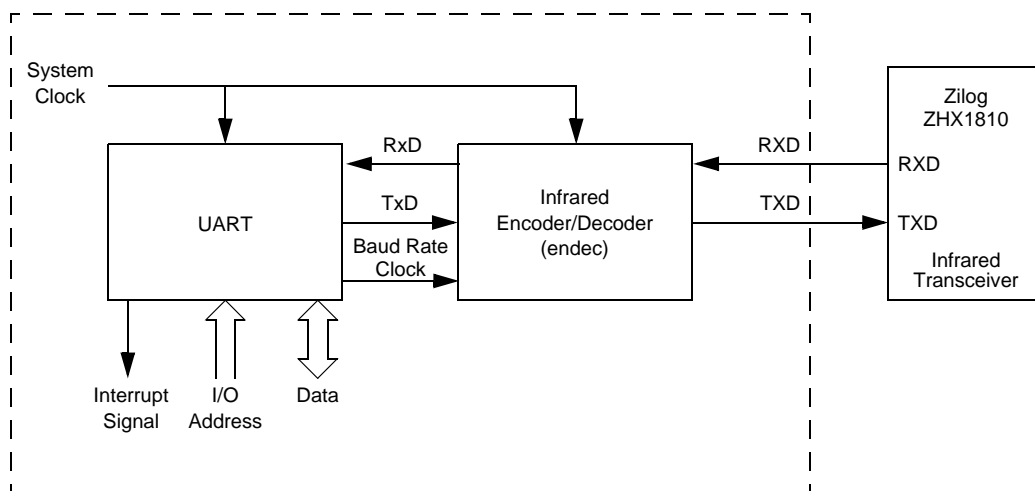 System
Clock
Zilog
ZHX1810
RxD
RXD
RXD
UART
TxD
Infrared
Encoder/Decoder
(endec)
TXD
TXD
Baud Rate
Clock
Infrared
Transceiver
Interrupt
Signal
I/O
Address
Data